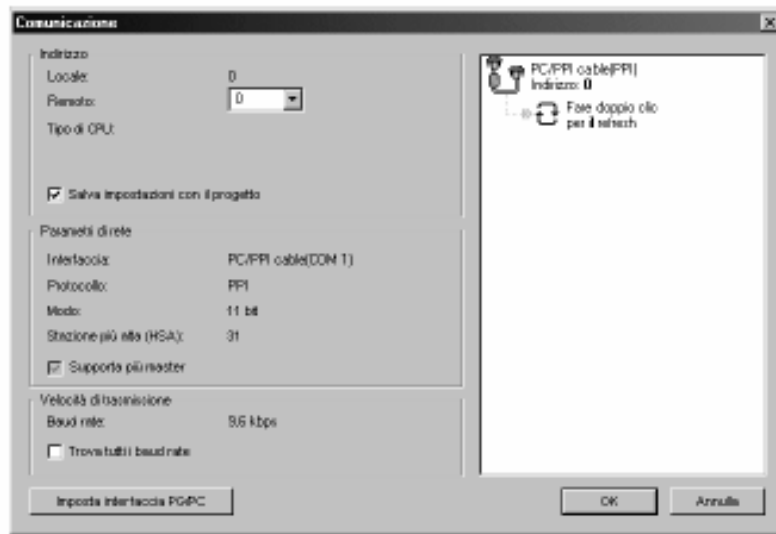 Comunicazione
Indirizzo
Locale: 0
Remoto: 0
Tipo di CPU:
Salva impostazioni con il progetto
Parametri di rete
Interfaccia: PC/PPI cable(COM 1)
Protocollo: PPI
Modo: 11 bit
Stazione più alta (HSA): 31
Supporta più master
Velocità di trasmissione
Baud rate: 9,6 kbps
Trova tutti i baud rate
Imposta interfaccia PG/PC
PC/PPI cable(PPI)
Indirizzo: 0
Fare doppio clic
per il refresh
OK
Annulla